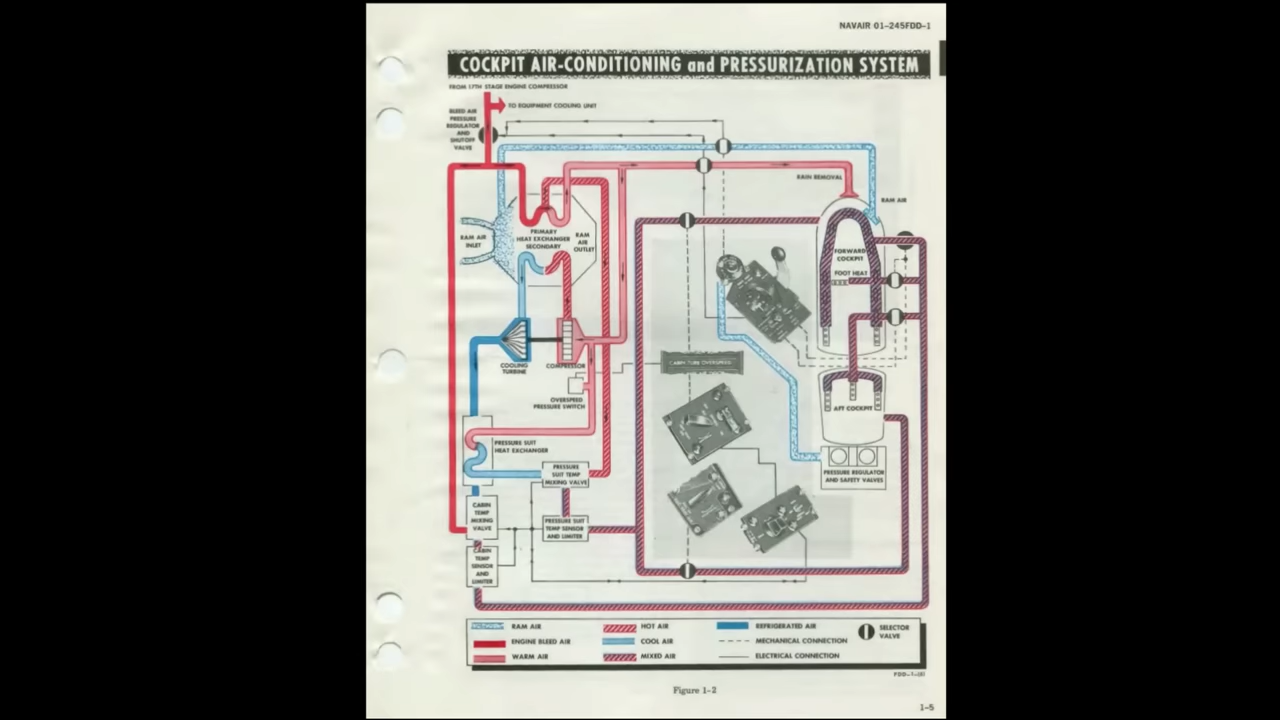 NAVAIR 01-245FDD-1
COCKPIT AIR-CONDITIONING and PRESSURIZATION SYSTEM
FROM 17TH STAGE ENGINE COMPRESSOR
TO EQUIPMENT COOLING UNIT
BLEED AIR
PRESSURE
REGULATOR
AND
SHUTOFF
VALVE
RAIN REMOVAL
RAM AIR
RAM AIR
INLET
PRIMARY
HEAT EXCHANGER
SECONDARY
RAM
AIR
OUTLET
FORWARD
COCKPIT
FOOT HEAT
COOLING
TURBINE
COMPRESSOR
CABIN TURB OVERSPEED
OVERSPEED
PRESSURE SWITCH
AFT COCKPIT
PRESSURE SUIT
HEAT EXCHANGER
PRESSURE
SUIT TEMP
MIXING VALVE
PRESSURE REGULATOR
AND SAFETY VALVES
CABIN
TEMP
MIXING
VALVE
PRESSURE SUIT
TEMP SENSOR
AND LIMITER
CABIN
TEMP
SENSOR
AND
LIMITER
RAM AIR
HOT AIR
REFRIGERATED AIR
SELECTOR
VALVE
ENGINE BLEED AIR
COOL AIR
MECHANICAL CONNECTION
WARM AIR
MIXED AIR
ELECTRICAL CONNECTION
Figure 1-2
1-5